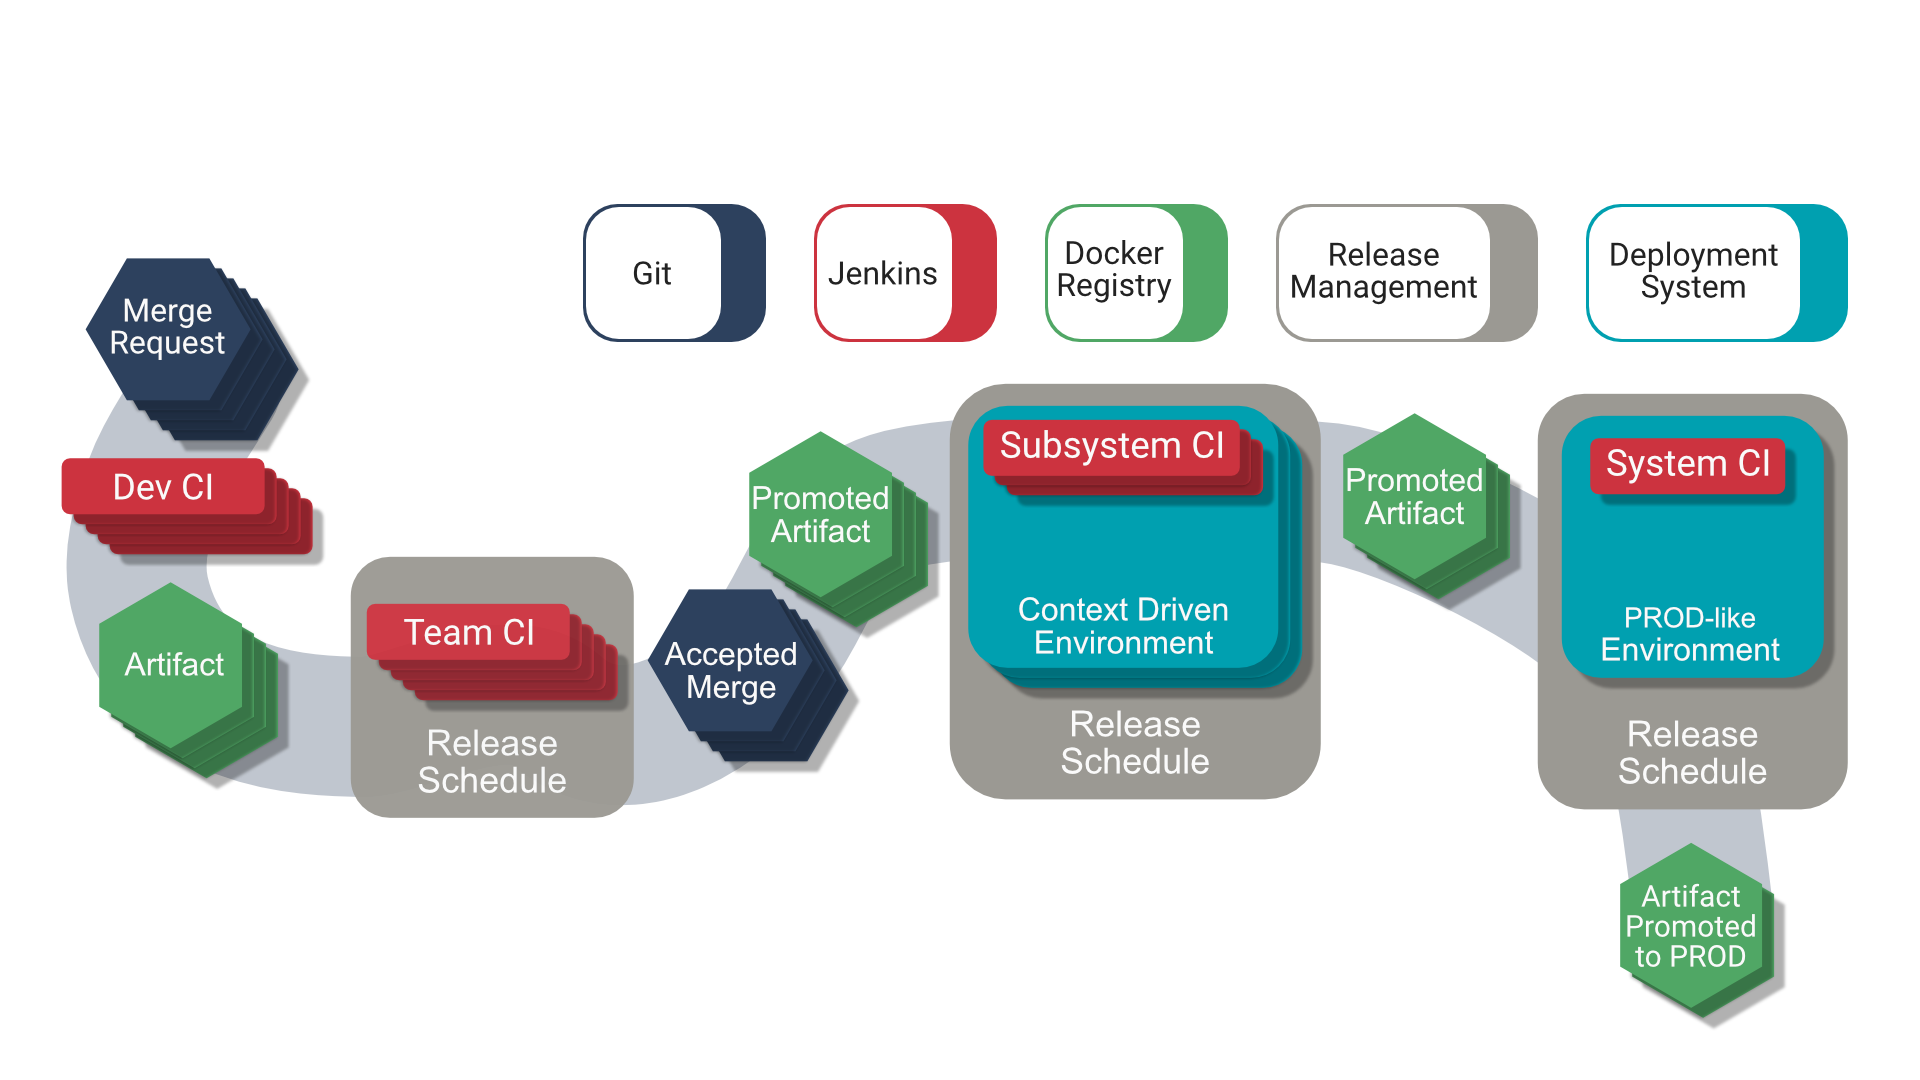 Git
Jenkins
Docker
Registry
Release
Management
Deployment
System
Merge
Request
Dev CI
Artifact
Team CI
Release
Schedule
Accepted
Merge
Promoted
Artifact
Subsystem CI
Context Driven
Environment
Release
Schedule
Promoted
Artifact
System CI
PROD-like
Environment
Release
Schedule
Artifact
Promoted
to PROD